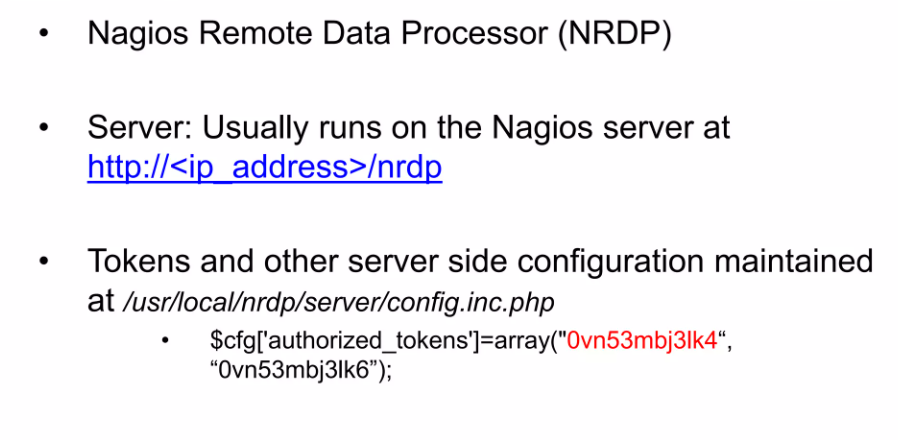 • Nagios Remote Data Processor (NRDP)
• Server: Usually runs on the Nagios server at
http://<ip_address>/nrdp
• Tokens and other server side configuration maintained
at /usr/local/nrdp/server/config.inc.php
• $cfg['authorized_tokens']=array("0vn53mbj3lk4“,
“0vn53mbj3lk6”);